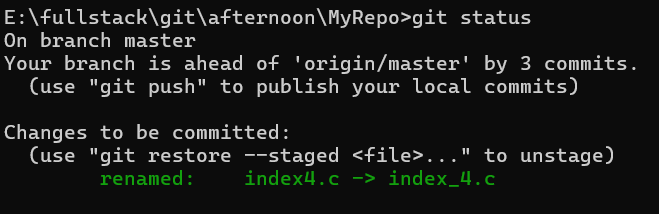 E:\fullstack\git\afternoon\MyRepo>git status
On branch master
Your branch is ahead of 'origin/master' by 3 commits.
  (use "git push" to publish your local commits)

Changes to be committed:
  (use "git restore --staged <file>..." to unstage)
        renamed:    index4.c -> index_4.c